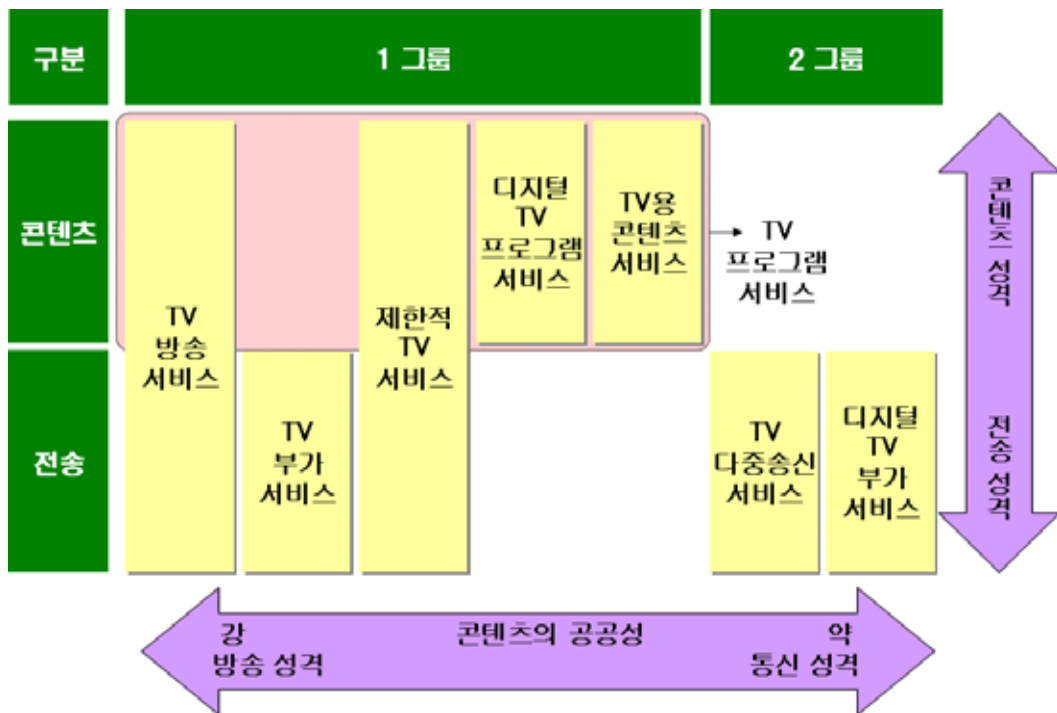 구분
1 그룹
2 그룹
콘텐츠
TV
방송
서비스
제한적
TV
서비스
디지털
TV
프로그램
서비스
TV용
콘텐츠
서비스
TV
프로그램
서비스
전송
TV
부가
서비스
TV
다중송신
서비스
디지털
TV
부가
서비스
콘텐츠 성격
전송 성격
강
콘텐츠의 공공성
약
방송 성격
통신 성격